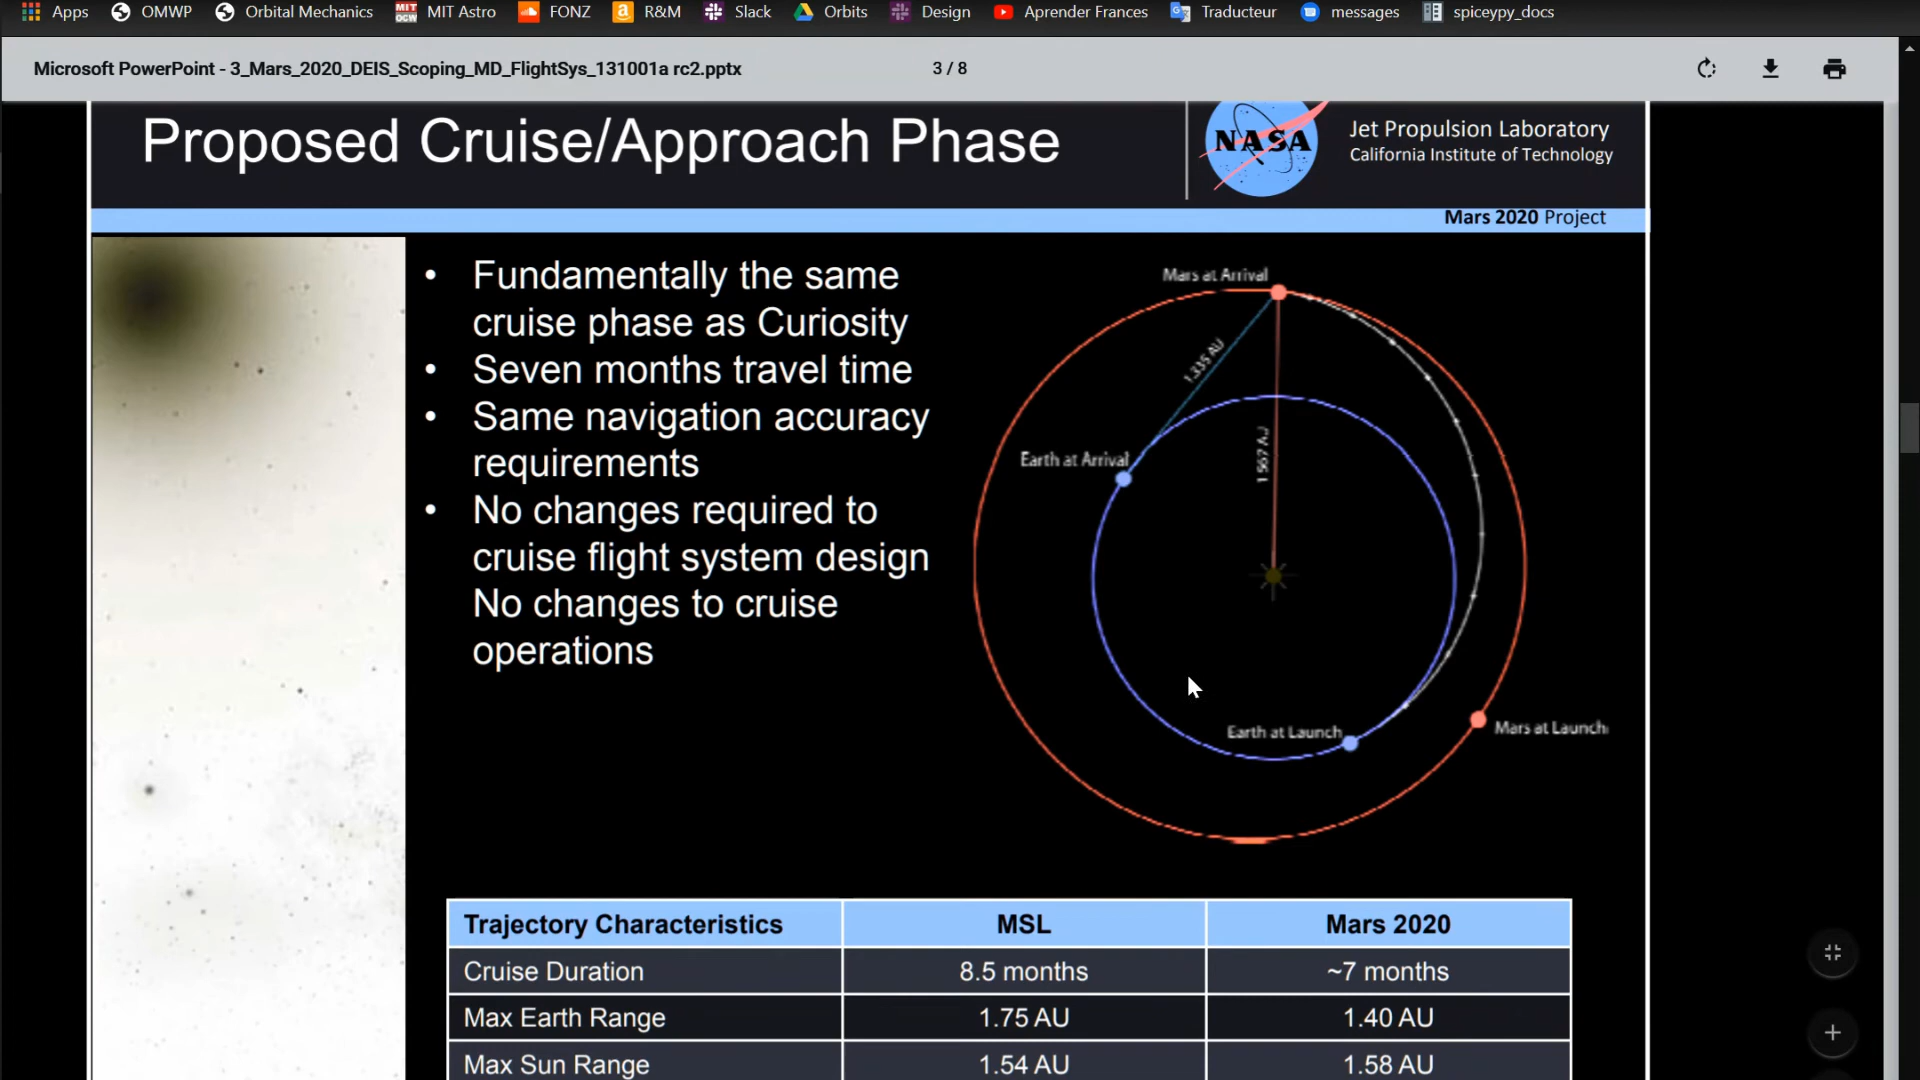 Apps OMWP Orbital Mechanics MIT OCW MIT Astro FONZ a R&M Slack Orbits Design Aprender Frances Traducteur messages spiceypy_docs
Microsoft PowerPoint - 3_Mars_2020_DEIS_Scoping_MD_FlightSys_131001a rc2.pptx 3 / 8
Proposed Cruise/Approach Phase
NASA
Jet Propulsion Laboratory
California Institute of Technology
Mars 2020 Project
• Fundamentally the same
cruise phase as Curiosity
• Seven months travel time
• Same navigation accuracy
requirements
• No changes required to
cruise flight system design
No changes to cruise
operations
Mars at Arrival
1.335 AU
1.567 AU
Earth at Arrival
Earth at Launch
Mars at Launch
Trajectory Characteristics MSL Mars 2020
Cruise Duration 8.5 months ~7 months
Max Earth Range 1.75 AU 1.40 AU
Max Sun Range 1.54 AU 1.58 AU